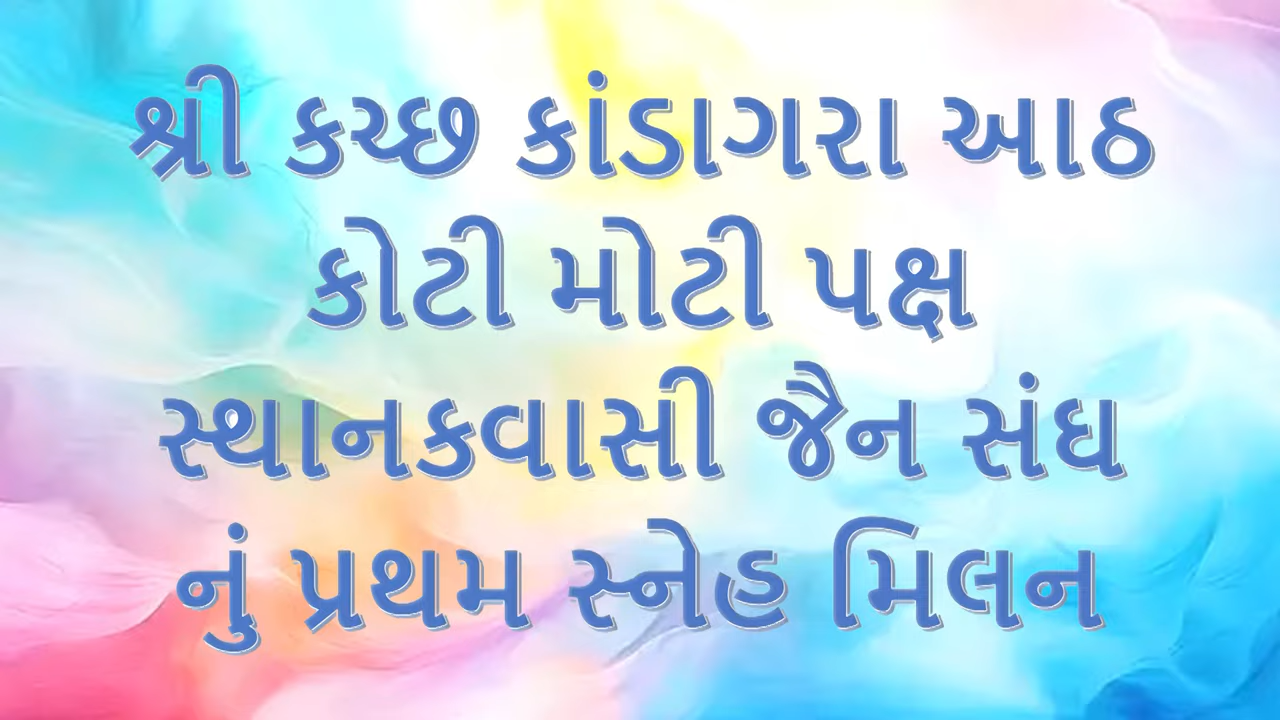 શ્રી કચ્છ કાંડાગરા આઠ
કોટી મોટી પક્ષ
સ્થાનકવાસી જૈન સંઘ
નું પ્રથમ સ્નેહ મિલન